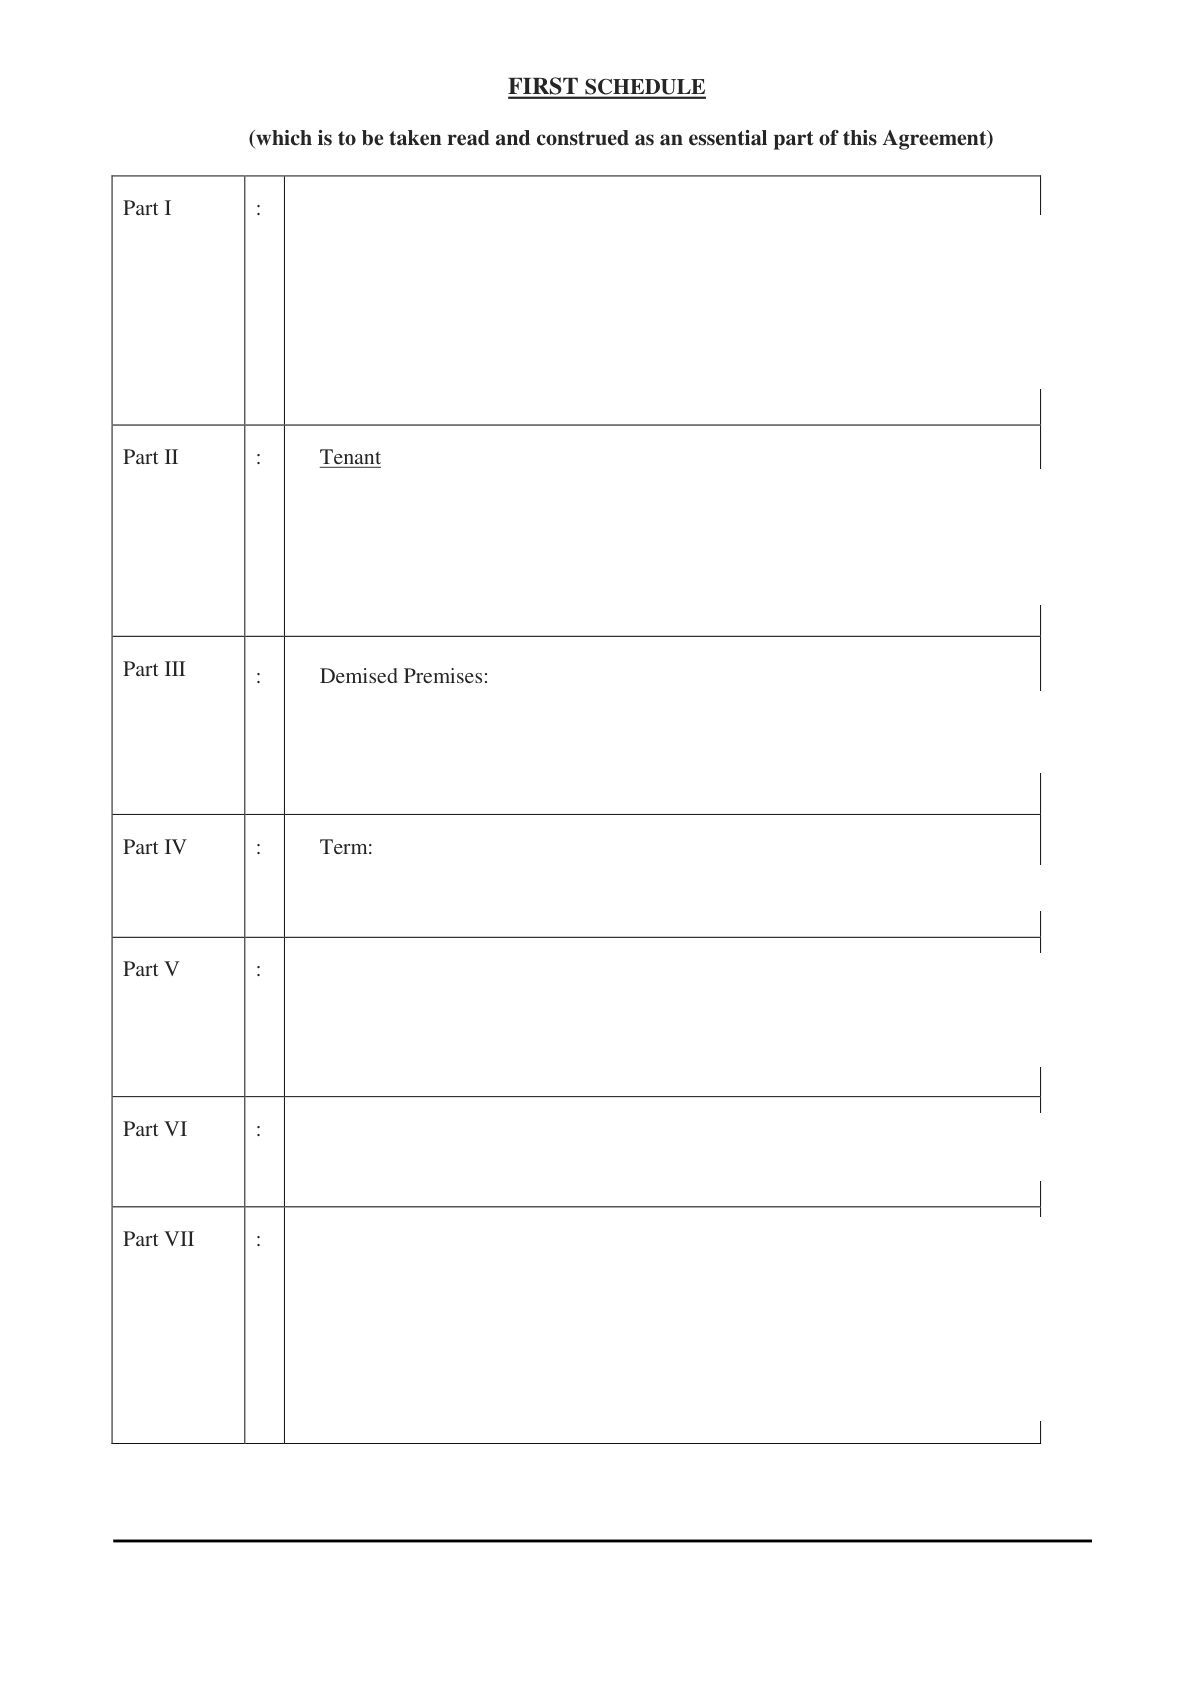 FIRST SCHEDULE
(which is to be taken read and construed as an essential part of this Agreement)
Part I :
Part II : Tenant
Part III : Demised Premises:
Part IV : Term:
Part V :
Part VI :
Part VII :